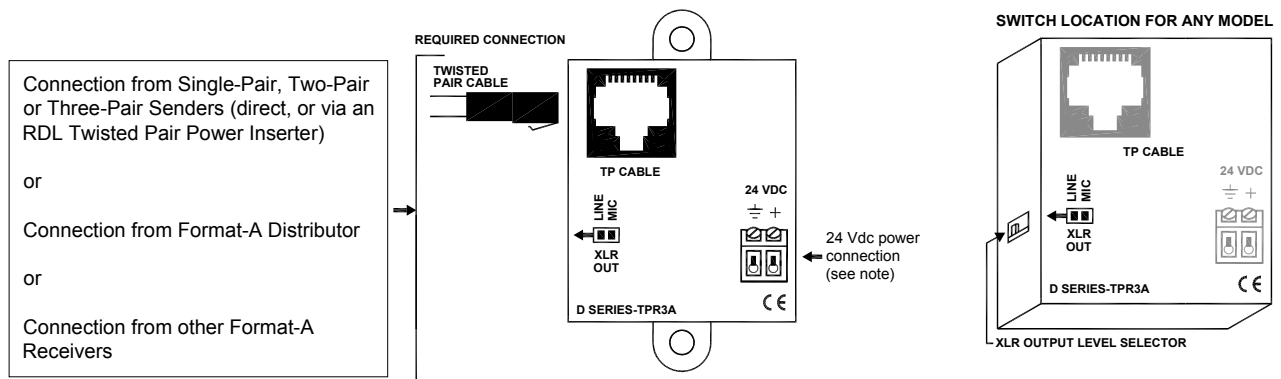 Connection from Single-Pair, Two-Pair
or Three-Pair Senders (direct, or via an
RDL Twisted Pair Power Inserter)
or
Connection from Format-A Distributor
or
Connection from other Format-A
Receivers
REQUIRED CONNECTION
TWISTED
PAIR CABLE
TP CABLE
LINE
MIC
XLR
OUT
24 VDC
+
D SERIES-TPR3A
CE
24 Vdc power
connection
(see note)
SWITCH LOCATION FOR ANY MODEL
TP CABLE
LINE
MIC
XLR
OUT
24 VDC
+
D SERIES-TPR3A
CE
XLR OUTPUT LEVEL SELECTOR